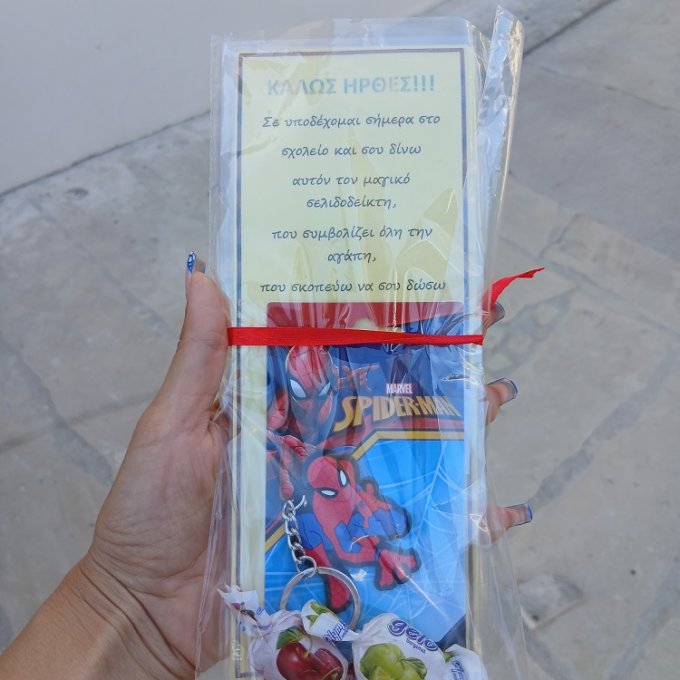 ΚΑΛΩΣ ΗΡΘΕΣ!!!
Σε υποδέχομαι σήμερα στο
σχολείο και σου δίνω
αυτόν τον μαγικό
σελιδοδείκτη,
που συμβολίζει όλη την
αγάπη,
που σκοπεύω να σου δώσω
MARVEL
SPIDER-MAN
gelo